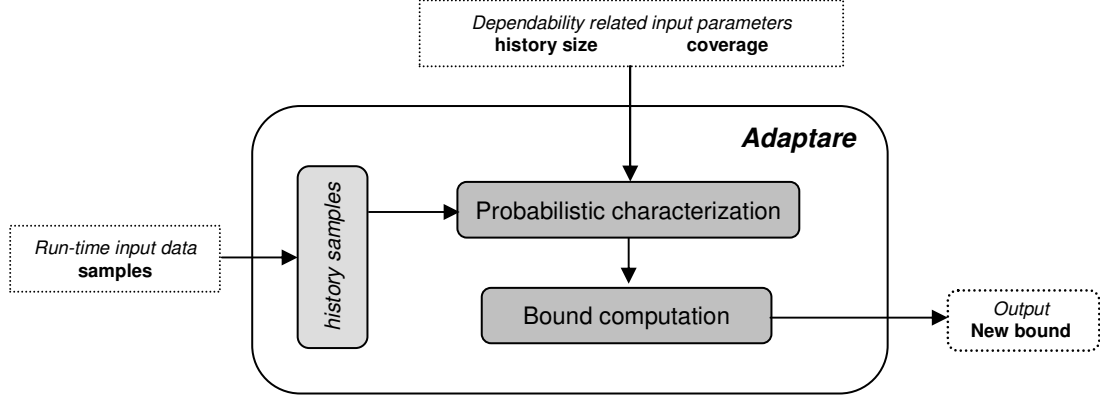 Dependability related input parameters
history size coverage
Adaptare
history samples
Probabilistic characterization
Run-time input data
samples
Bound computation
Output
New bound